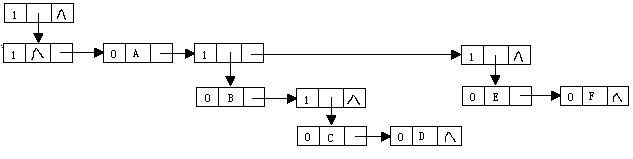 1 ∧
1 ∧ 0 A 1 1 ∧
0 B 1 ∧ 0 E 0 F ∧
0 C 0 D ∧